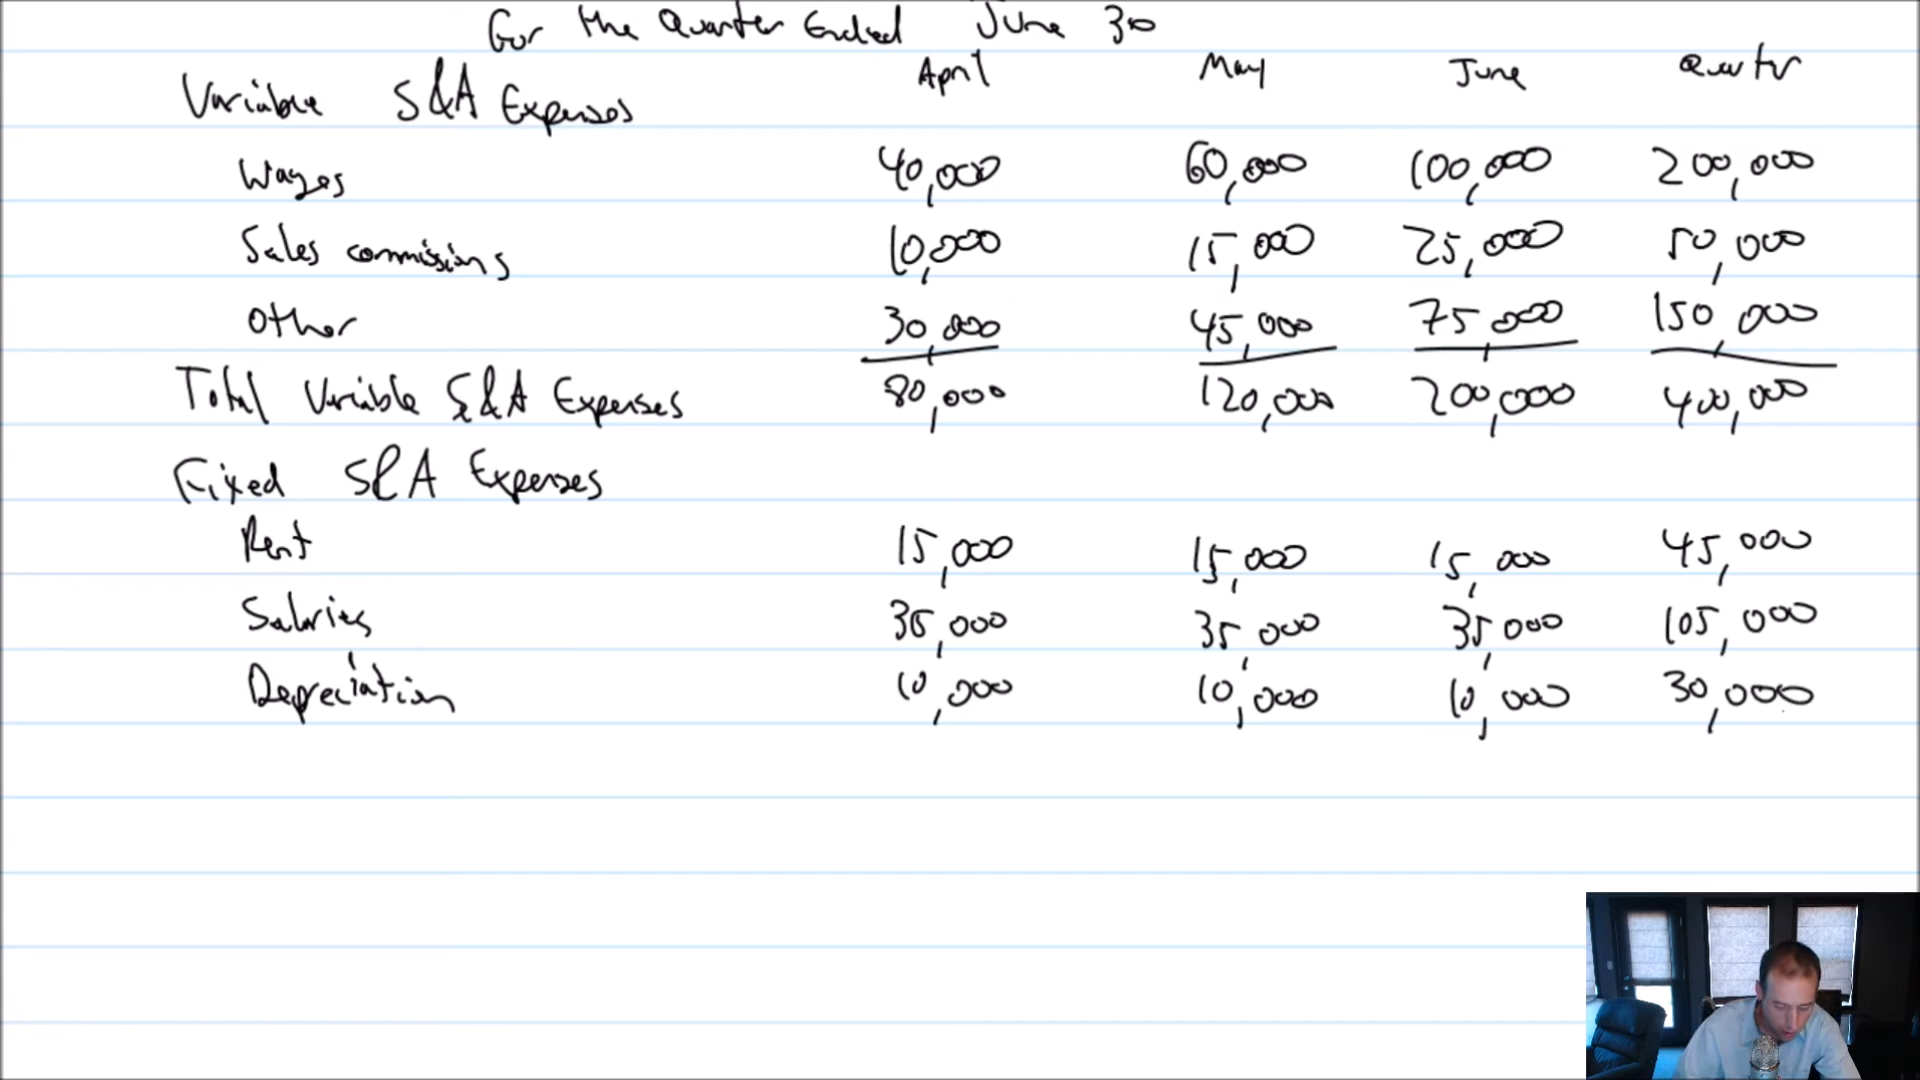 For the Quarter Ended June 30
April May June Quarter
Variable S&A Expenses
Wages 40,000 60,000 100,000 200,000
Sales commissions 10,000 15,000 25,000 50,000
Other 30,000 45,000 75,000 150,000
Total Variable S&A Expenses 80,000 120,000 200,000 400,000
Fixed S&A Expenses
Rent 15,000 15,000 15,000 45,000
Salaries 35,000 35,000 35,000 105,000
Depreciation 10,000 10,000 10,000 30,000